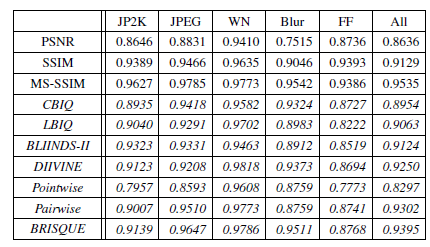 JP2K JPEG WN Blur FF All
PSNR 0.8646 0.8831 0.9410 0.7515 0.8736 0.8636
SSIM 0.9389 0.9466 0.9635 0.9046 0.9393 0.9129
MS-SSIM 0.9627 0.9785 0.9773 0.9542 0.9386 0.9535
CBIQ 0.8935 0.9418 0.9582 0.9324 0.8727 0.8954
LBIQ 0.9040 0.9291 0.9702 0.8983 0.8222 0.9063
BLIINDS-II 0.9323 0.9331 0.9463 0.8912 0.8519 0.9124
DIIVINE 0.9123 0.9208 0.9818 0.9373 0.8694 0.9250
Pointwise 0.7957 0.8593 0.9608 0.8759 0.7773 0.8297
Pairwise 0.9007 0.9510 0.9773 0.8759 0.8741 0.9302
BRISQUE 0.9139 0.9647 0.9786 0.9511 0.8768 0.9395